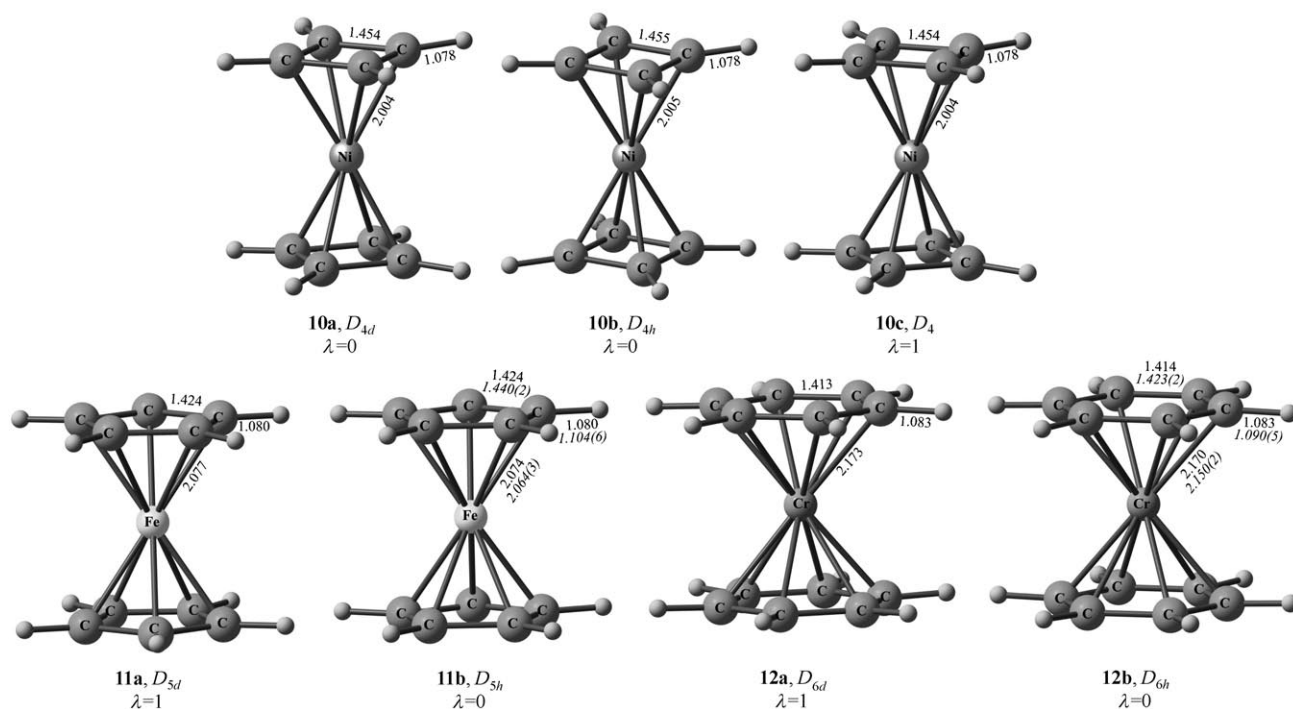 1.454
C C C C
1.078
2.004
Ni
C C C C
10a, D4d
λ=0
1.455
C C C C
1.078
2.005
Ni
C C C C
10b, D4h
λ=0
1.454
C C C C
1.078
2.004
Ni
C C C C
10c, D4
λ=1
1.424
C C C C C
1.080
2.077
Fe
C C C C C
11a, D5d
λ=1
1.424
1.440(2)
C C C C C
1.080
1.104(6)
2.074
2.064(3)
Fe
C C C C C
11b, D5h
λ=0
1.413
C C C C C C
1.083
2.173
Cr
C C C C C C
12a, D6d
λ=1
1.414
1.423(2)
C C C C C C
1.083
1.090(5)
2.170
2.150(2)
Cr
C C C C C C
12b, D6h
λ=0